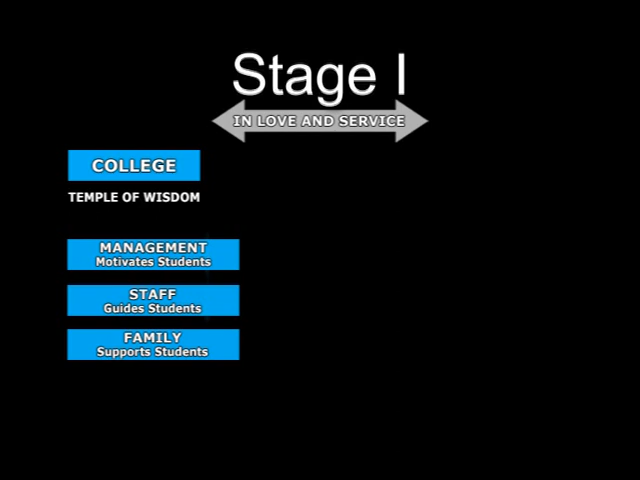 Stage I
IN LOVE AND SERVICE
COLLEGE
TEMPLE OF WISDOM
MANAGEMENT
Motivates Students
STAFF
Guides Students
FAMILY
Supports Students